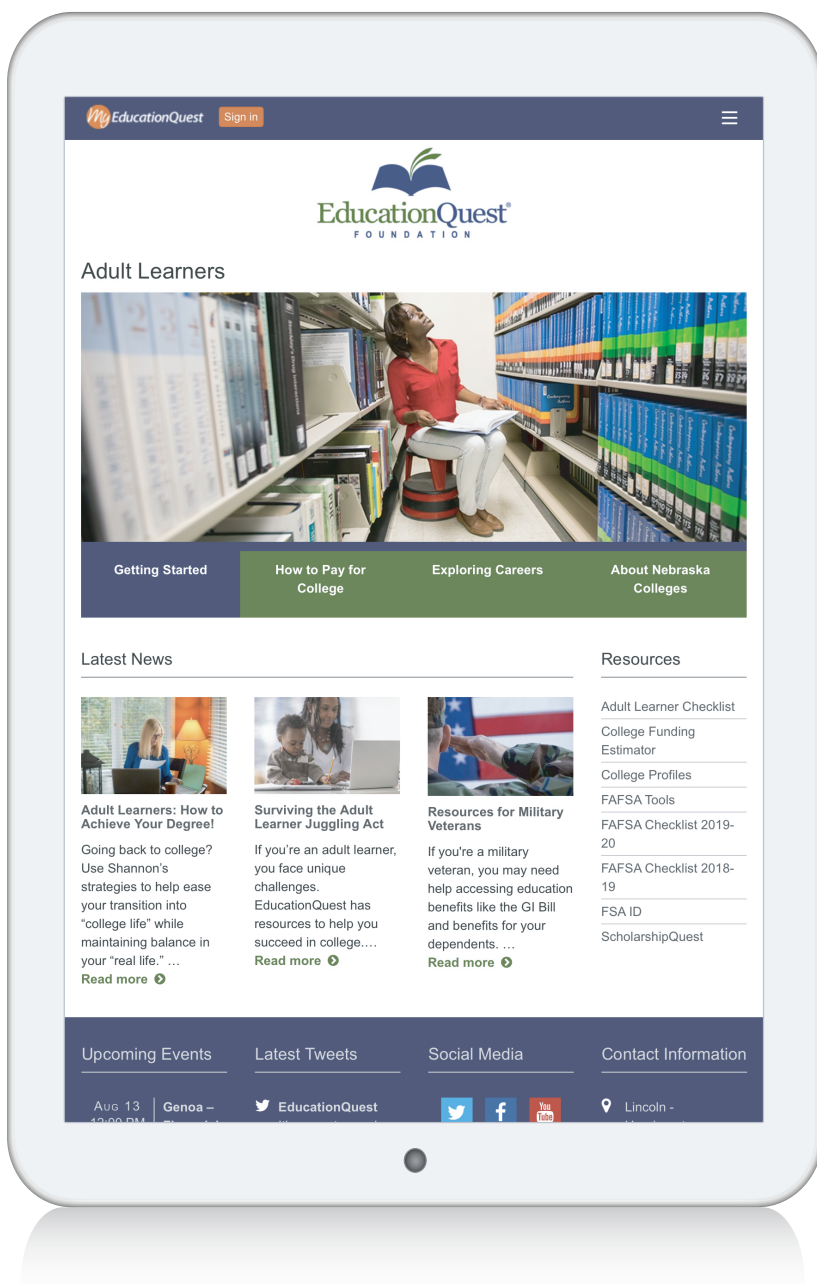 My EducationQuest Sign in
EducationQuest®
FOUNDATION
Adult Learners
Getting Started
How to Pay for
College
Exploring Careers
About Nebraska
Colleges
Latest News
Adult Learners: How to
Achieve Your Degree!
Going back to college?
Use Shannon’s
strategies to help ease
your transition into
“college life” while
maintaining balance in
your “real life.” …
Read more
Surviving the Adult
Learner Juggling Act
If you’re an adult learner,
you face unique
challenges.
EducationQuest has
resources to help you
succeed in college.…
Read more
Resources for Military
Veterans
If you're a military
veteran, you may need
help accessing education
benefits like the GI Bill
and benefits for your
dependents. …
Read more
Resources
Adult Learner Checklist
College Funding
Estimator
College Profiles
FAFSA Tools
FAFSA Checklist 2019-
20
FAFSA Checklist 2018-
19
FSA ID
ScholarshipQuest
Upcoming Events
AUG 13
12:00 PM
Genoa –
Latest Tweets
EducationQuest
Social Media
You
Tube
Contact Information
Lincoln -